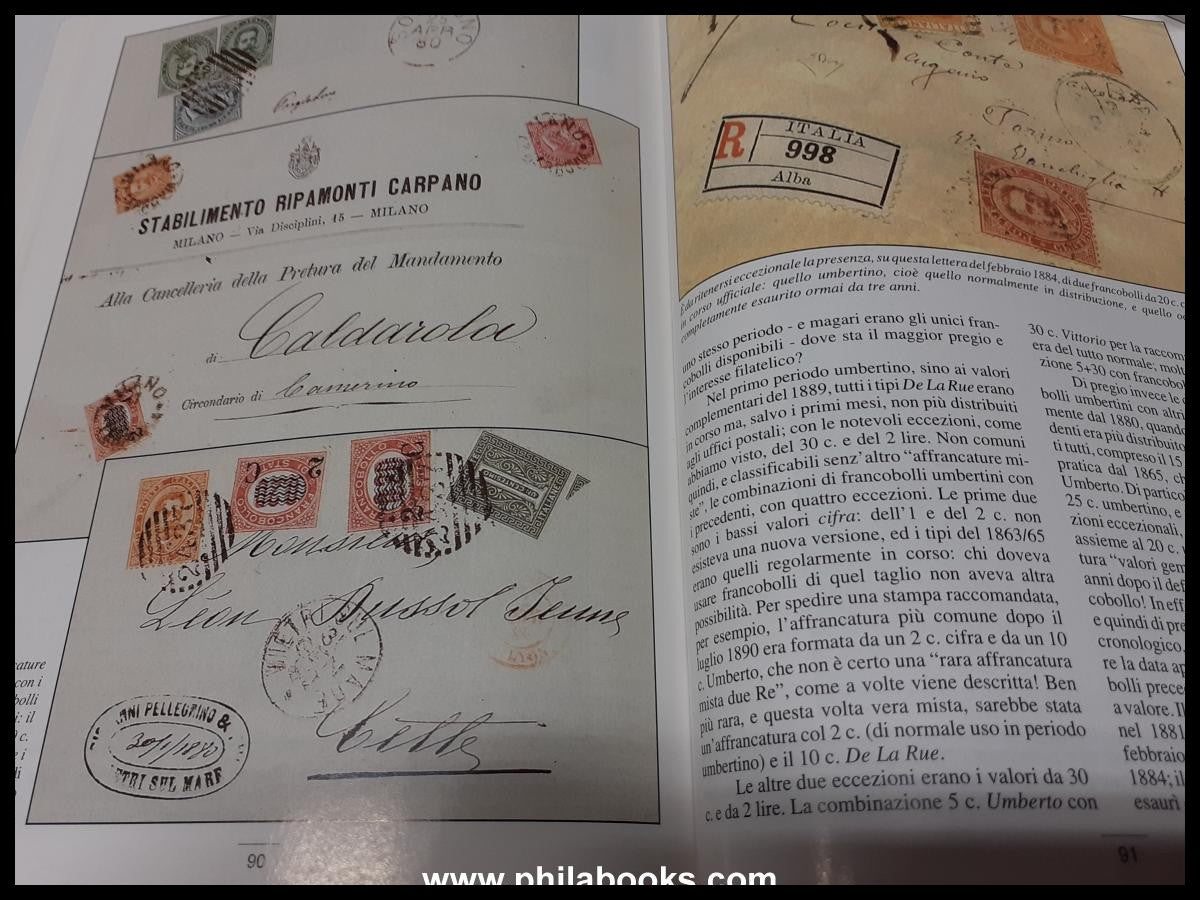 STABILIMENTO RIPAMONTI CARPANO
MILANO — Via Disciplini, 15 — MILANO
Alla Cancelleria della Pretura del Mandamento
di Caldarola
Circondario di Camerino
2 C
Léon Dussol Jeune
Cette
PELLEGRINO &
30/1/1880
SUL MARE
LYON
cature
con i
bolli
il
90
R
ITALIA
998
Alba
Torino
È da ritenersi eccezionale la presenza, su questa lettera del febbraio 1884, di due francobolli da 20 c.
in corso ufficiale: quello umbertino, cioè quello normalmente in distribuzione, e quello
completamente esaurito ormai da tre anni.
uno stesso periodo - e magari erano gli unici fran-
cobolli disponibili - dove sta il maggior pregio e
l'interesse filatelico?
Nel primo periodo umbertino, sino ai valori
complementari del 1889, tutti i tipi De La Rue erano
in corso ma, salvo i primi mesi, non più distribuiti
agli uffici postali; con le notevoli eccezioni, come
abbiamo visto, del 30 c. e del 2 lire. Non comuni
quindi, e classificabili senz'altro "affrancature mi-
ste", le combinazioni di francobolli umbertini con
i precedenti, con quattro eccezioni. Le prime due
sono i bassi valori cifra: dell'1 e del 2 c. non
esisteva una nuova versione, ed i tipi del 1863/65
erano quelli regolarmente in corso: chi doveva
usare francobolli di quel taglio non aveva altra
possibilità. Per spedire una stampa raccomandata,
per esempio, l'affrancatura più comune dopo il
luglio 1890 era formata da un 2 c. cifra e da un 10
c. Umberto, che non è certo una "rara affrancatura
mista due Re", come a volte viene descritta! Ben
più rara, e questa volta vera mista, sarebbe stata
un'affrancatura col 2 c. (di normale uso in periodo
umbertino) e il 10 c. De La Rue.
Le altre due eccezioni erano i valori da 30
c. e da 2 lire. La combinazione 5 c. Umberto con
30 c. Vittorio per la raccom
era del tutto normale; molt
zione 5+30 con francobol
Di pregio invece le
bolli umbertini con altri
mente dal 1880, quando
denti era più distribuito
ti tutti, compreso il 15
pratica dal 1865, ch
Umberto. Di partico
25 c. umbertino, e
zioni eccezionali,
assieme al 20 c.
tura "valori gem
anni dopo il def
cobollo! In eff
e quindi di pre
cronologico.
re la data ap
bolli prece
a valore. Il
nel 1881
febbraio
1884; il
esaurì
91
www.philabooks.com